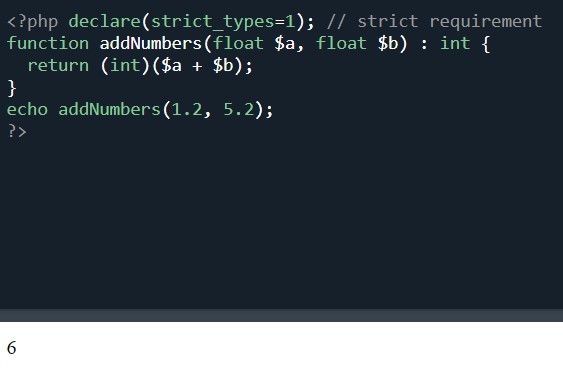 <?php declare(strict_types=1); // strict requirement
function addNumbers(float $a, float $b) : int {
  return (int)($a + $b);
}
echo addNumbers(1.2, 5.2);
?>
6